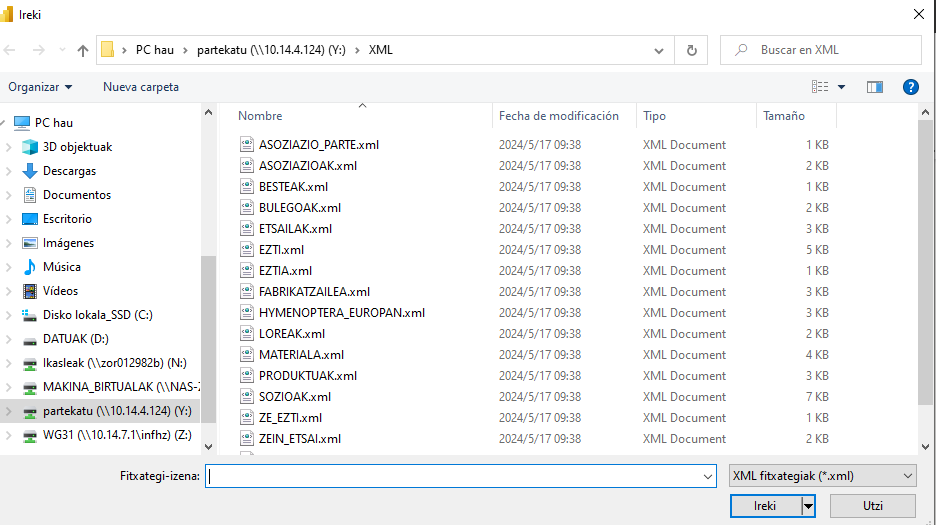 Ireki
PC hau > partekatu (\\10.14.4.124) (Y:) > XML
Buscar en XML
Organizar
Nueva carpeta
PC hau
3D objektuak
Descargas
Documentos
Escritorio
Imágenes
Música
Vídeos
Disko lokala_SSD (C:)
DATUAK (D:)
Ikasleak (\\zor012982b) (N:)
MAKINA_BIRTUALAK (\\NAS-
partekatu (\\10.14.4.124) (Y:)
WG31 (\\10.14.7.1\infhz) (Z:)
Nombre Fecha de modificación Tipo Tamaño
ASOZIAZIO_PARTE.xml 2024/5/17 09:38 XML Document 1 KB
ASOZIAZIOAK.xml 2024/5/17 09:38 XML Document 2 KB
BESTEAK.xml 2024/5/17 09:38 XML Document 1 KB
BULEGOAK.xml 2024/5/17 09:38 XML Document 2 KB
ETSAILAK.xml 2024/5/17 09:38 XML Document 3 KB
EZTI.xml 2024/5/17 09:38 XML Document 5 KB
EZTIA.xml 2024/5/17 09:38 XML Document 1 KB
FABRIKATZAILEA.xml 2024/5/17 09:38 XML Document 3 KB
HYMENOPTERA_EUROPAN.xml 2024/5/17 09:38 XML Document 3 KB
LOREAK.xml 2024/5/17 09:38 XML Document 2 KB
MATERIALA.xml 2024/5/17 09:38 XML Document 4 KB
PRODUKTUAK.xml 2024/5/17 09:38 XML Document 3 KB
SOZIOAK.xml 2024/5/17 09:38 XML Document 7 KB
ZE_EZTI.xml 2024/5/17 09:38 XML Document 1 KB
ZEIN_ETSAI.xml 2024/5/17 09:38 XML Document 2 KB
Fitxategi-izena:
XML fitxategiak (*.xml)
Ireki
Utzi